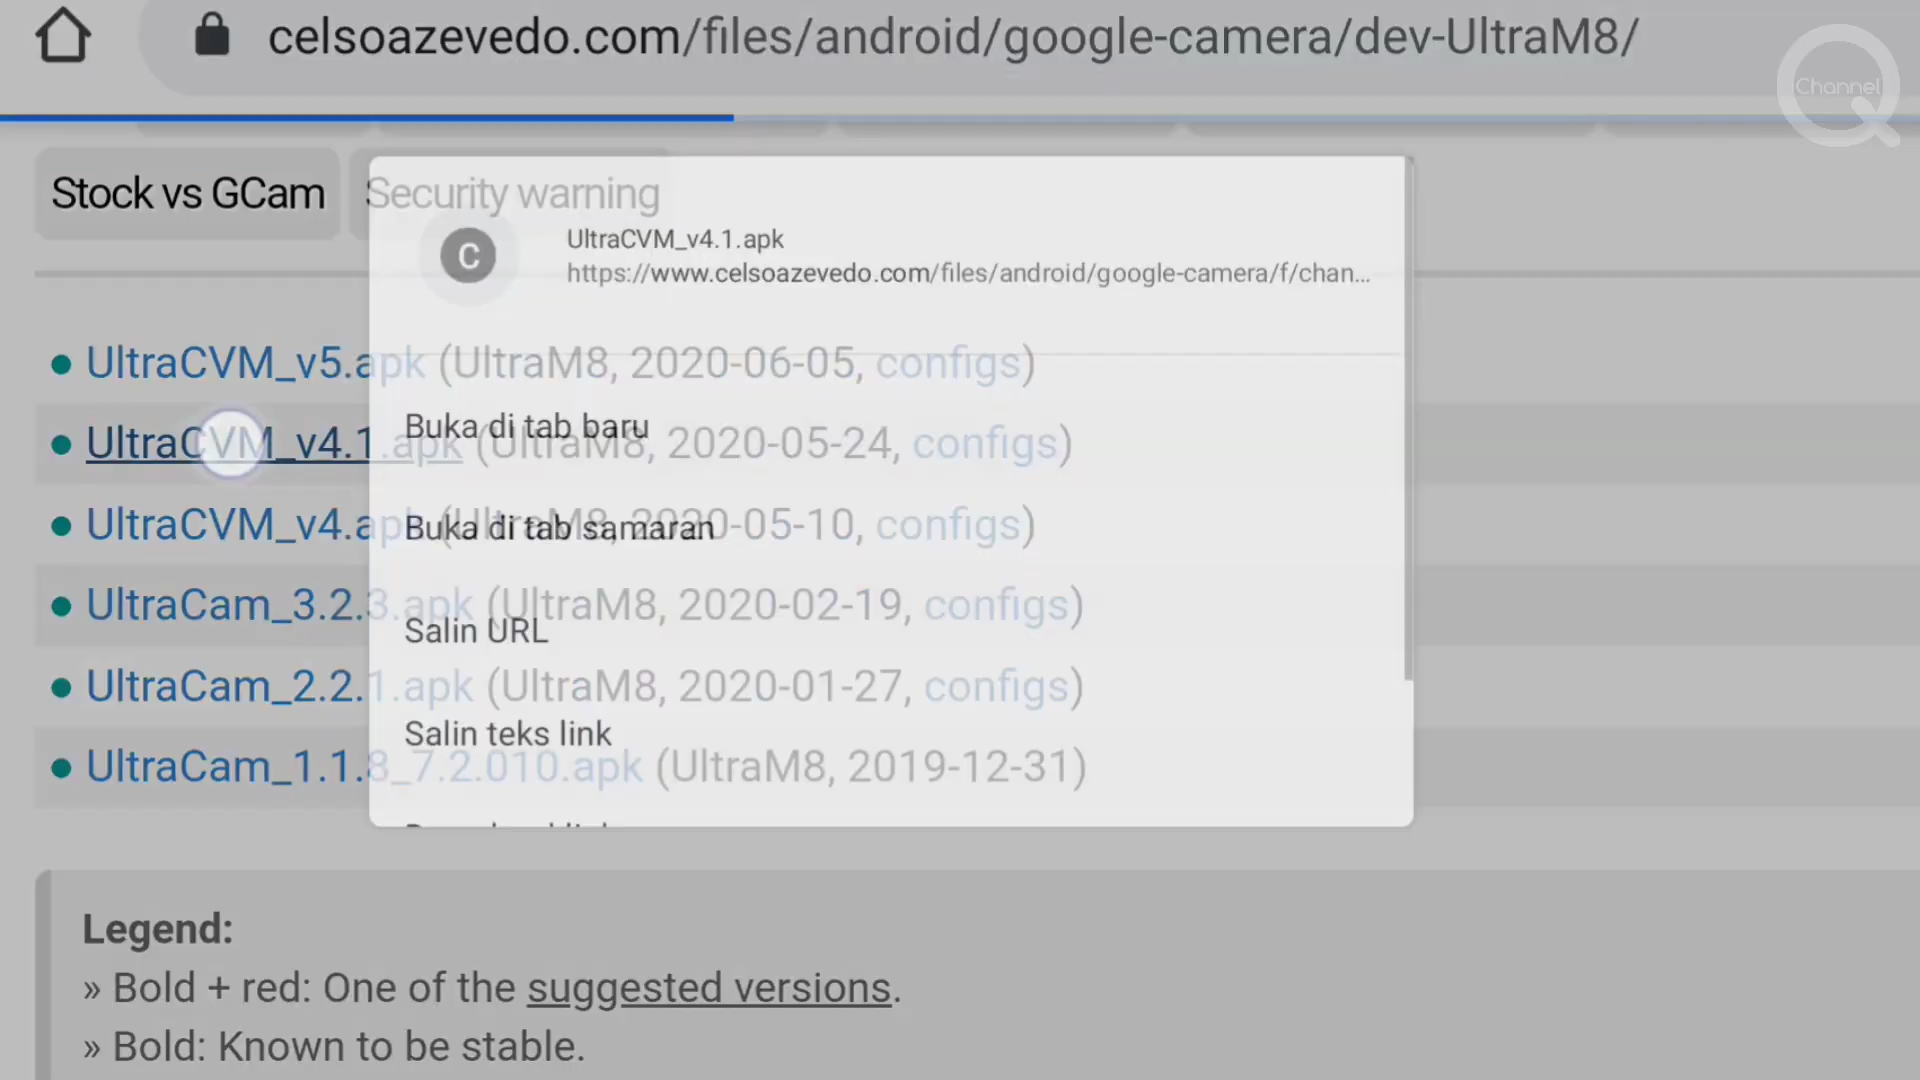 celsoazevedo.com/files/android/google-camera/dev-UltraM8/
Channel
Stock vs GCam
Security warning
UltraCVM_v4.1.apk
https://www.celsoazevedo.com/files/android/google-camera/f/chan...
UltraCVM_v5.apk (UltraM8, 2020-06-05, configs)
Buka di tab baru
UltraCVM_v4.1.apk (UltraM8, 2020-05-24, configs)
UltraCVM_v4.apk (UltraM8, 2020-05-10, configs)
Buka di tab samaran
UltraCam_3.2.3.apk (UltraM8, 2020-02-19, configs)
Salin URL
UltraCam_2.2.1.apk (UltraM8, 2020-01-27, configs)
Salin teks link
UltraCam_1.1.8_7.2.010.apk (UltraM8, 2019-12-31)
Legend:
» Bold + red: One of the suggested versions.
» Bold: Known to be stable.